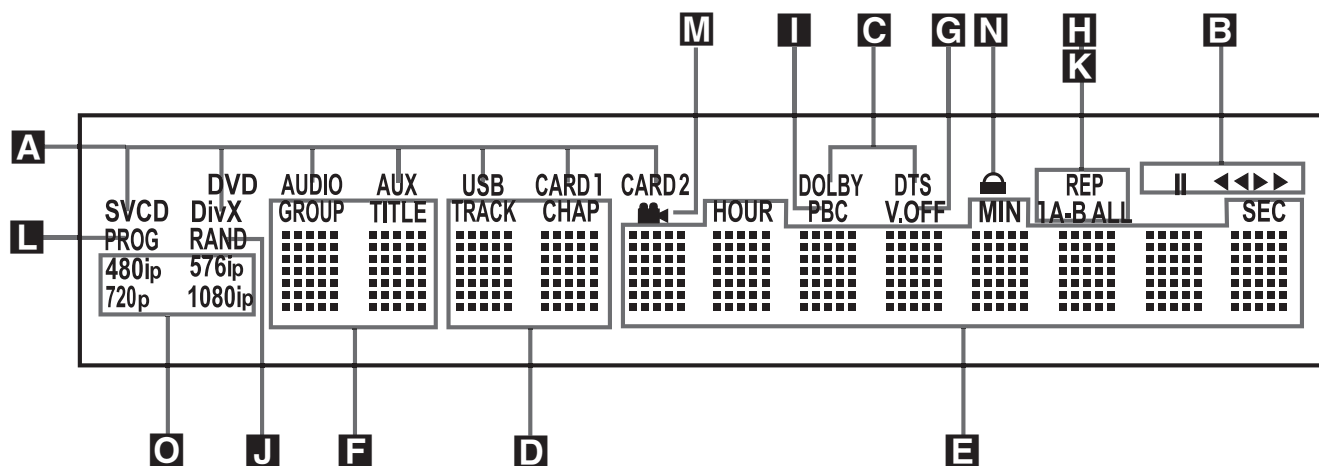 M I C G N H B
K
A
DVD AUDIO AUX USB CARD 1 CARD 2 DOLBY DTS REP
SVCD DivX GROUP TITLE TRACK CHAP HOUR PBC V.OFF MIN 1A-B ALL SEC
L PROG RAND
480ip 576ip
720p 1080ip
O J F D E